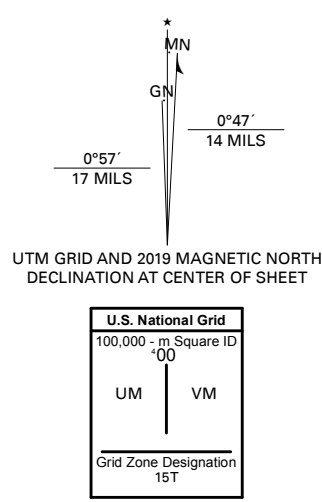 ★
MN
GN
0°47´
14 MILS
0°57´
17 MILS
UTM GRID AND 2019 MAGNETIC NORTH
DECLINATION AT CENTER OF SHEET
U.S. National Grid
100,000 - m Square ID
⁴00
UM VM
Grid Zone Designation
15T